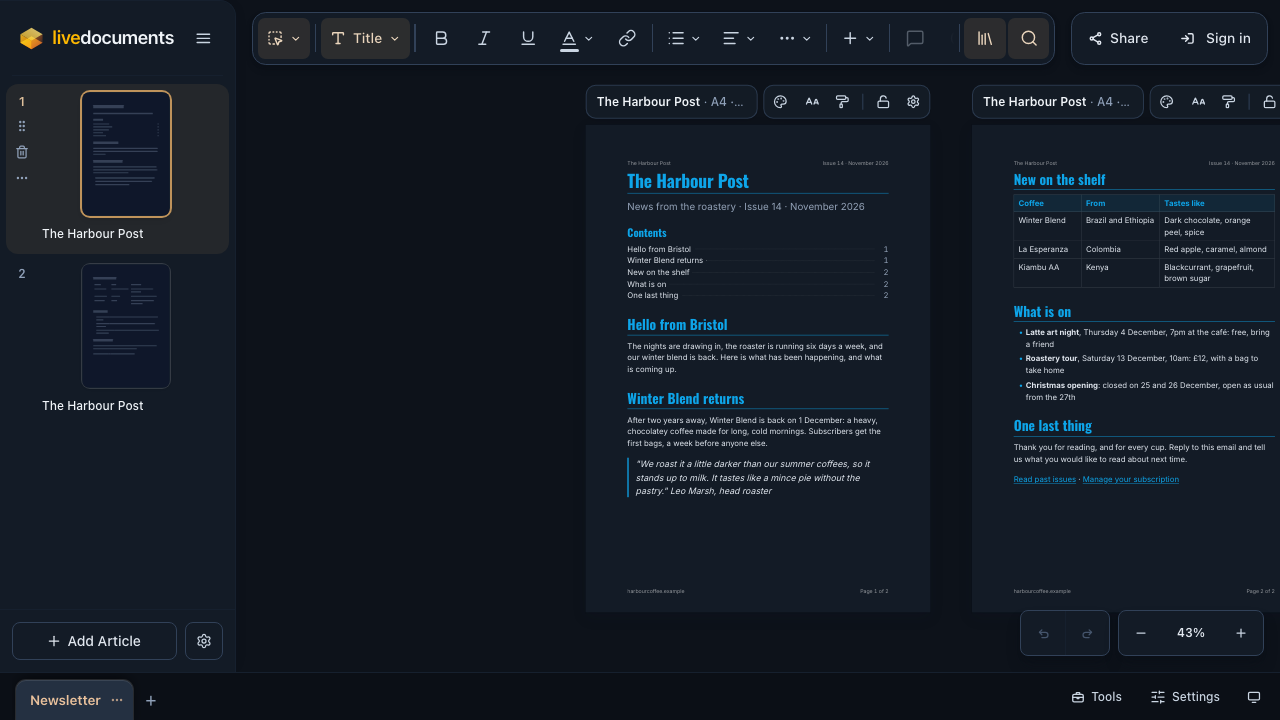 livedocuments
Title
B
I
U
A
Share
Sign in
1
The Harbour Post
2
The Harbour Post
Add Article
The Harbour Post · A4 ·...
AA
The Harbour Post
Issue 14 · November 2026
The Harbour Post
News from the roastery · Issue 14 · November 2026
Contents
Hello from Bristol 1
Winter Blend returns 1
New on the shelf 2
What is on 2
One last thing 2
Hello from Bristol
The nights are drawing in, the roaster is running six days a week, and
our winter blend is back. Here is what has been happening, and what
is coming up.
Winter Blend returns
After two years away, Winter Blend is back on 1 December: a heavy,
chocolatey coffee made for long, cold mornings. Subscribers get the
first bags, a week before anyone else.
"We roast it a little darker than our summer coffees, so it
stands up to milk. It tastes like a mince pie without the
pastry." Leo Marsh, head roaster
harbourcoffee.example
Page 1 of 2
The Harbour Post · A4 ·...
AA
The Harbour Post
Issue 14 · November 2026
New on the shelf
Coffee From Tastes like
Winter Blend Brazil and Ethiopia Dark chocolate, orange
peel, spice
La Esperanza Colombia Red apple, caramel, almond
Kiambu AA Kenya Blackcurrant, grapefruit,
brown sugar
What is on
• Latte art night, Thursday 4 December, 7pm at the café: free, bring
a friend
• Roastery tour, Saturday 13 December, 10am: £12, with a bag to
take home
• Christmas opening: closed on 25 and 26 December, open as usual
from the 27th
One last thing
Thank you for reading, and for every cup. Reply to this email and tell
us what you would like to read about next time.
Read past issues · Manage your subscription
harbourcoffee.example
Page 2 of 2
43%
Newsletter
Tools
Settings